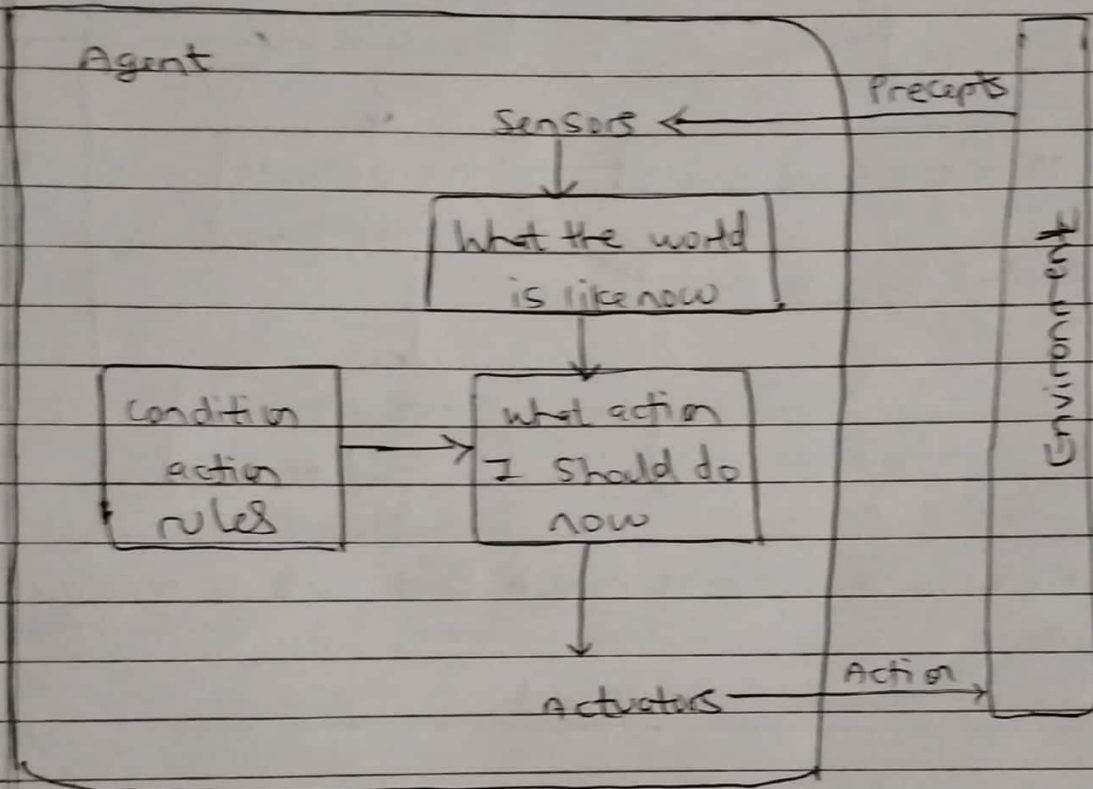 Agent
Precepts
Sensors
What the world
is like now
condition
action
rules
what action
I should do
now
Environment
Action
Actuators